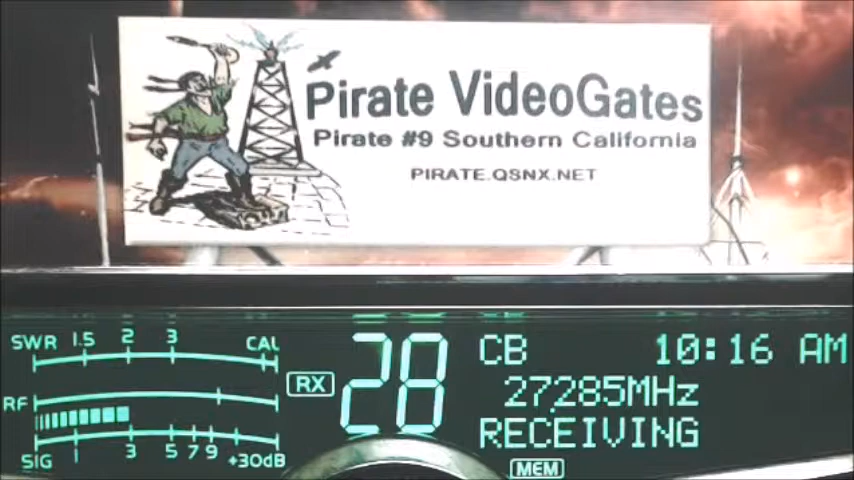 Pirate VideoGates
Pirate #9 Southern California
PIRATE.QSNX.NET
SWR 1.5 2 3 CAL
RF
SIG 1 3 5 7 9 +30dB
RX
28
CB 10:16 AM
27.285MHz
RECEIVING
MEM